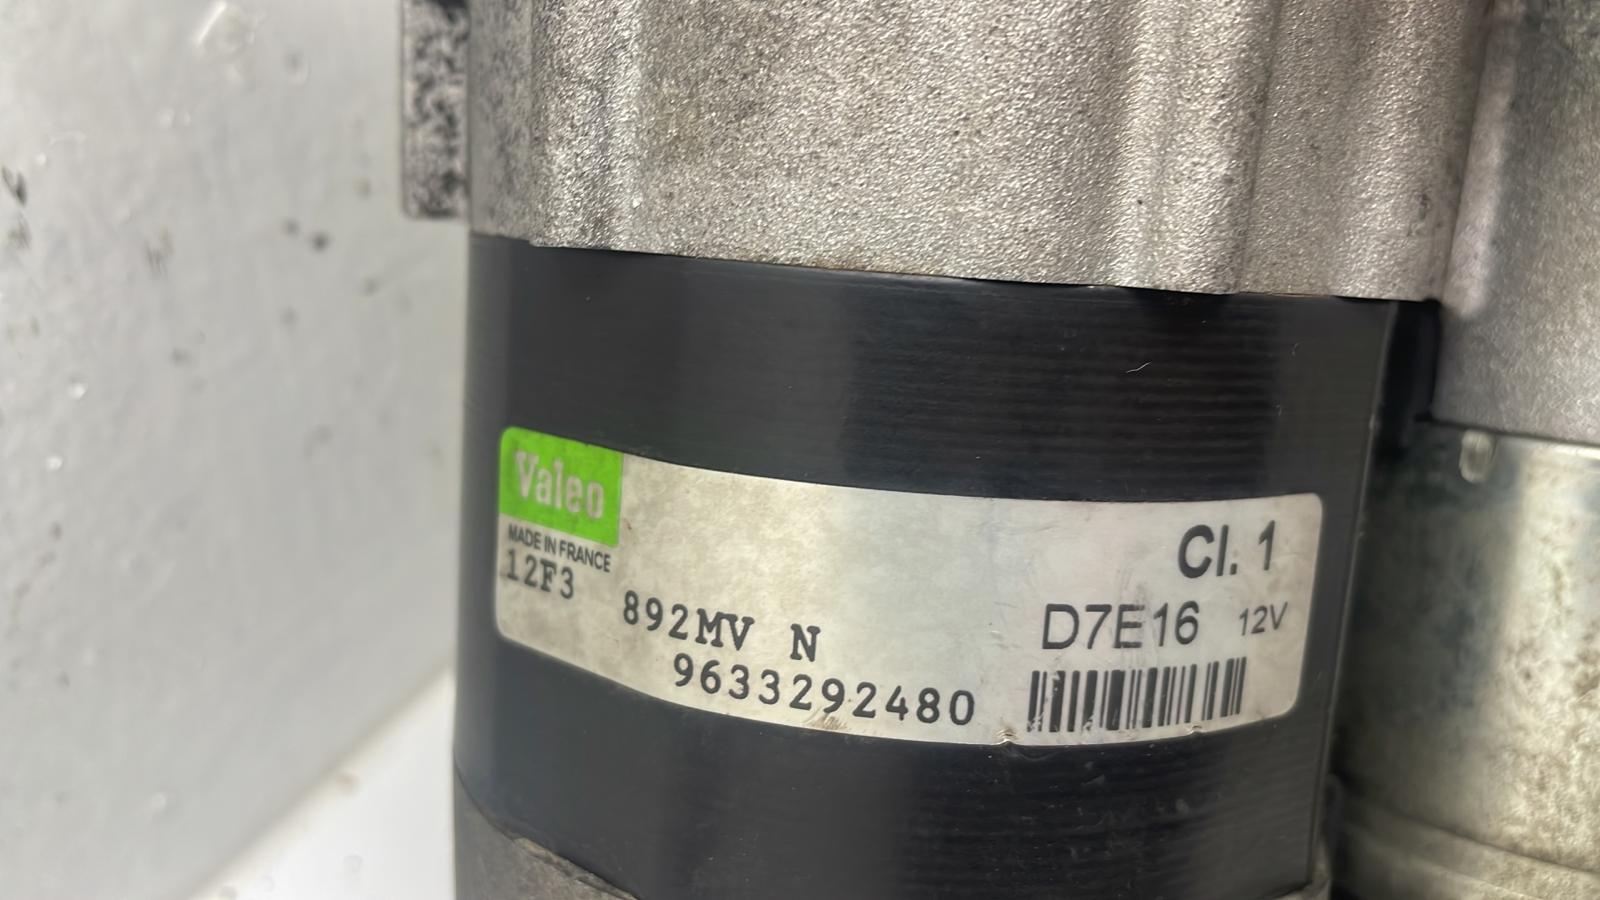 Valeo
MADE IN FRANCE
12F3
892MV N
9633292480
Cl. 1
D7E16 12V